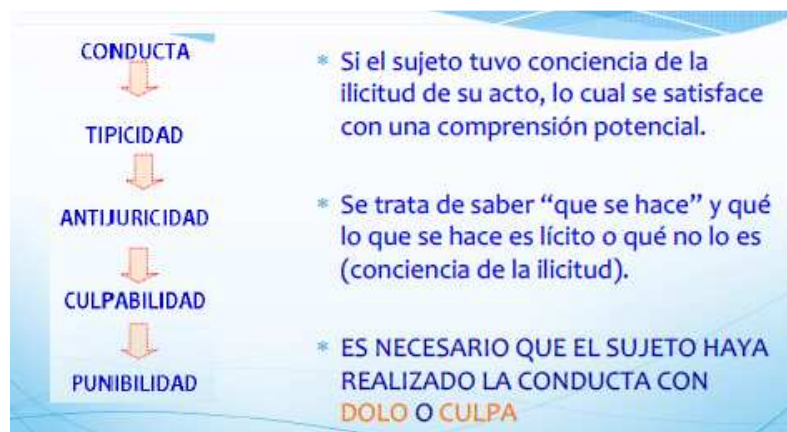 CONDUCTA
TIPICIDAD
ANTIJURICIDAD
CULPABILIDAD
PUNIBILIDAD
* Si el sujeto tuvo conciencia de la
ilicitud de su acto, lo cual se satisface
con una comprensión potencial.
* Se trata de saber “que se hace” y qué
lo que se hace es lícito o qué no lo es
(conciencia de la ilicitud).
* ES NECESARIO QUE EL SUJETO HAYA
REALIZADO LA CONDUCTA CON
DOLO O CULPA